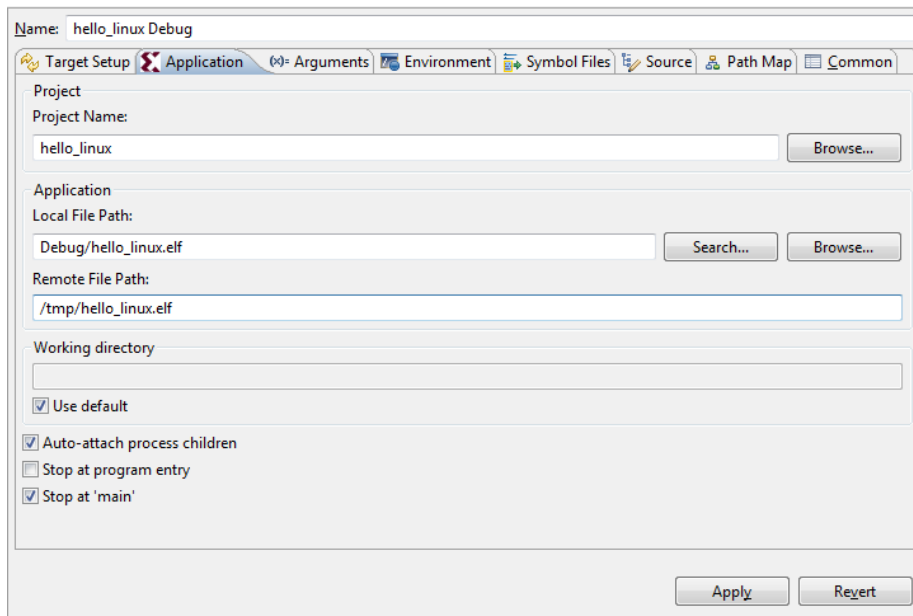 Name: hello_linux Debug
Target Setup Application (x)= Arguments Environment Symbol Files Source Path Map Common
Project
Project Name:
hello_linux Browse...
Application
Local File Path:
Debug/hello_linux.elf Search... Browse...
Remote File Path:
/tmp/hello_linux.elf
Working directory
Use default
Auto-attach process children
Stop at program entry
Stop at 'main'
Apply Revert